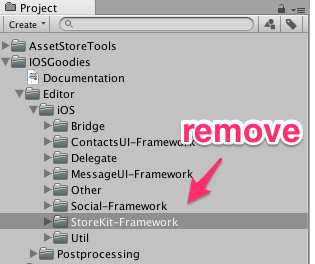 Project
Create
AssetStoreTools
IOSGoodies
Documentation
Editor
iOS
Bridge
ContactsUI-Framework
Delegate
MessageUI-Framework
Other
Social-Framework
StoreKit-Framework
Util
Postprocessing
remove